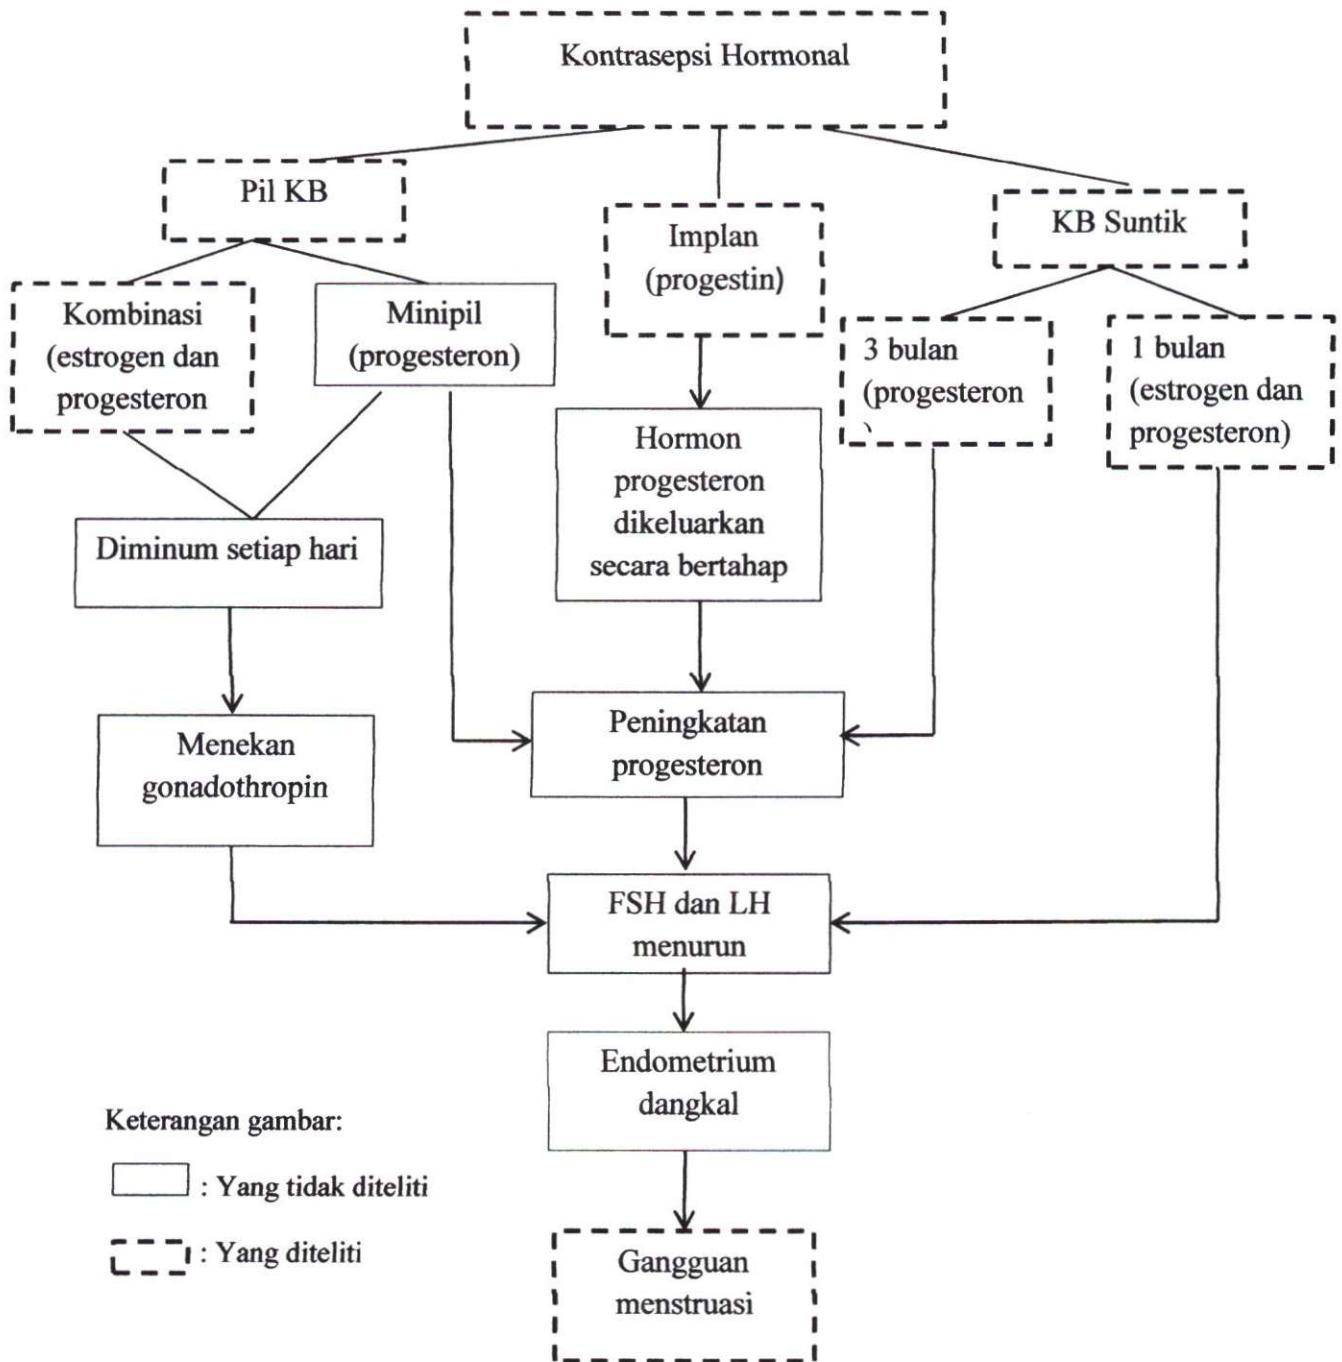 Kontrasepsi Hormonal
Pil KB
Implan
(progestin)
KB Suntik
Kombinasi
(estrogen dan
progesteron
Minipil
(progesteron)
3 bulan
(progesteron
)
1 bulan
(estrogen dan
progesteron)
Hormon
progesteron
dikeluarkan
secara bertahap
Diminum setiap hari
Menekan
gonadothropin
Peningkatan
progesteron
FSH dan LH
menurun
Endometrium
dangkal
Gangguan
menstruasi
Keterangan gambar:
: Yang tidak diteliti
: Yang diteliti